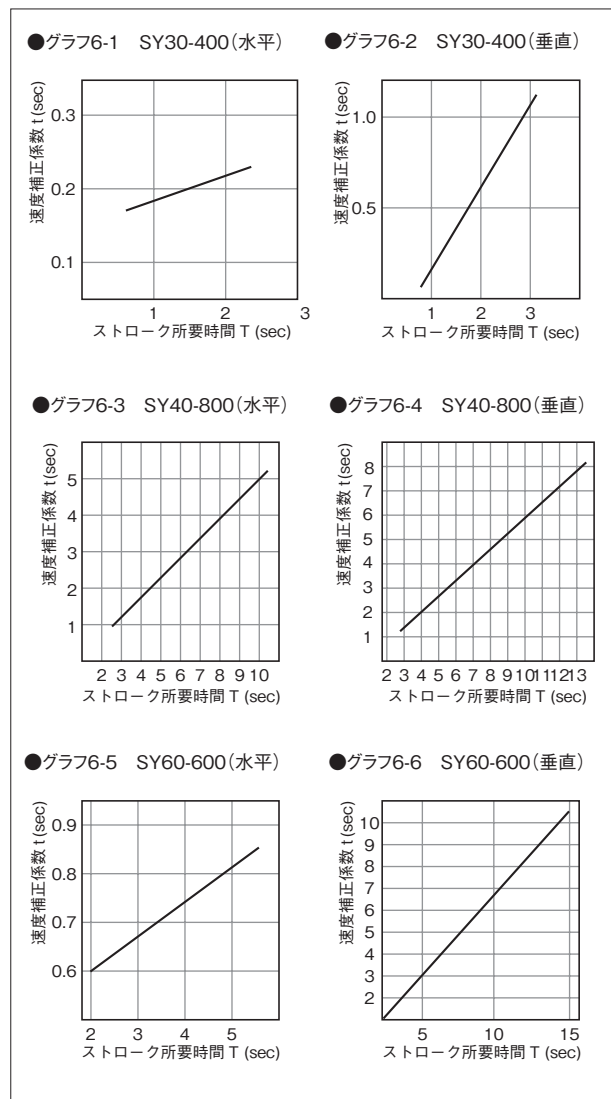 ●グラフ6-1 SY30-400(水平)
速度補正係数 t(sec)
0.3
0.2
0.1
1 2 3
ストローク所要時間 T (sec)
●グラフ6-2 SY30-400(垂直)
速度補正係数 t(sec)
1.0
0.5
1 2 3
ストローク所要時間 T (sec)
●グラフ6-3 SY40-800(水平)
速度補正係数 t(sec)
5
4
3
2
1
2 3 4 5 6 7 8 9 10
ストローク所要時間 T (sec)
●グラフ6-4 SY40-800(垂直)
速度補正係数 t(sec)
8
7
6
5
4
3
2
1
2 3 4 5 6 7 8 9 10 11 12 13
ストローク所要時間 T (sec)
●グラフ6-5 SY60-600(水平)
速度補正係数 t(sec)
0.9
0.8
0.7
0.6
2 3 4 5
ストローク所要時間 T (sec)
●グラフ6-6 SY60-600(垂直)
速度補正係数 t(sec)
10
9
8
7
6
5
4
3
2
5 10 15
ストローク所要時間 T (sec)